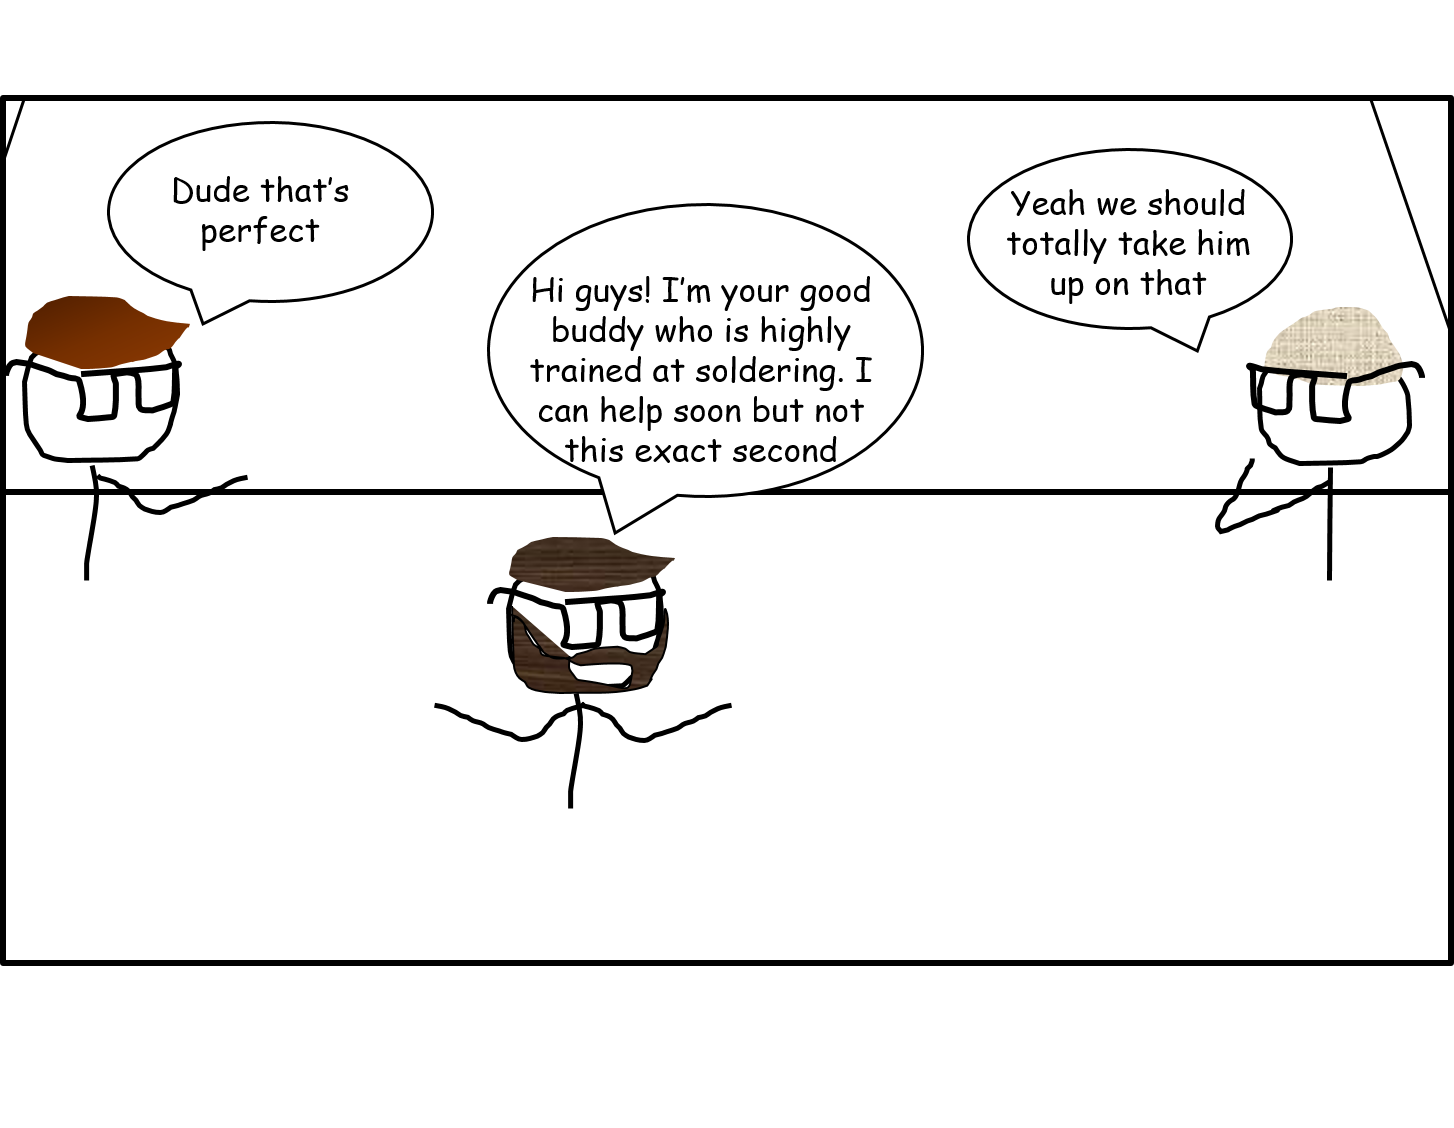 Dude that's
perfect
Hi guys! I'm your good
buddy who is highly
trained at soldering. I
can help soon but not
this exact second
Yeah we should
totally take him
up on that